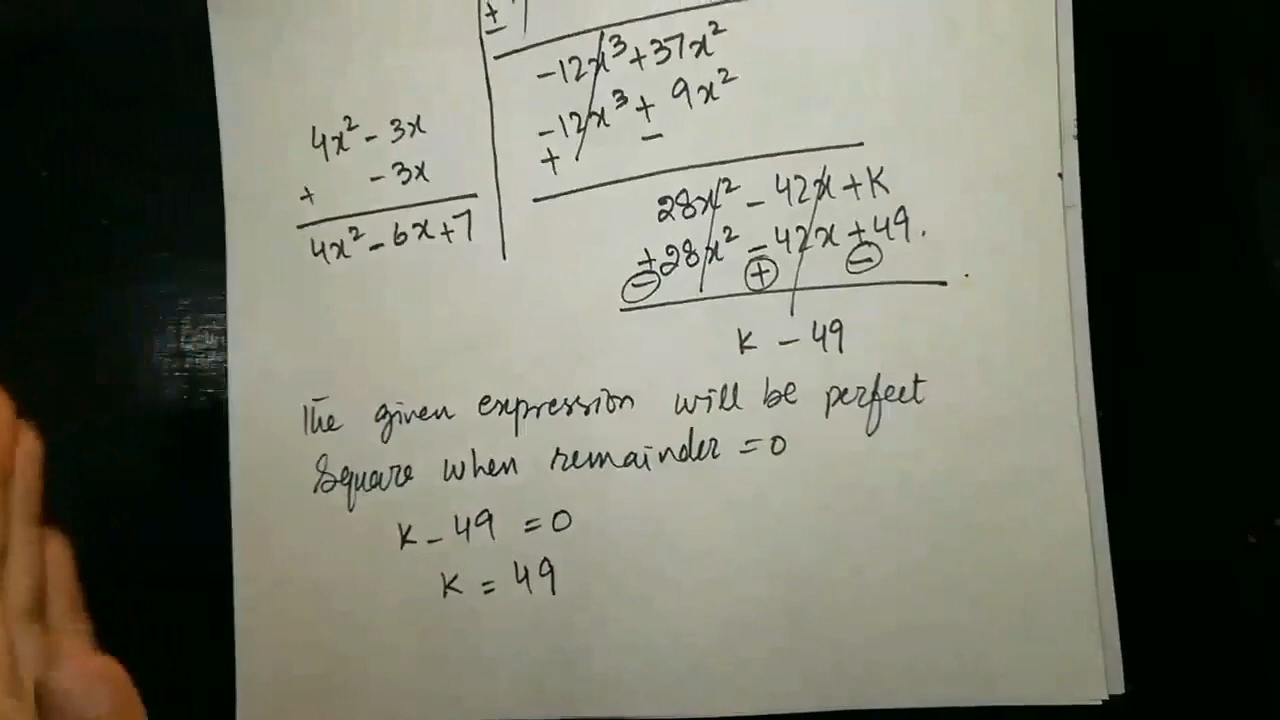 -12x³ + 37x²
-12x³ + 9x²
+ -
4x² - 3x
+ - 3x
4x² - 6x + 7
28x² - 42x + K
+28x² - 42x + 49.
- + -
K - 49
The given expression will be perfect
Square when remainder = 0
K - 49 = 0
K = 49